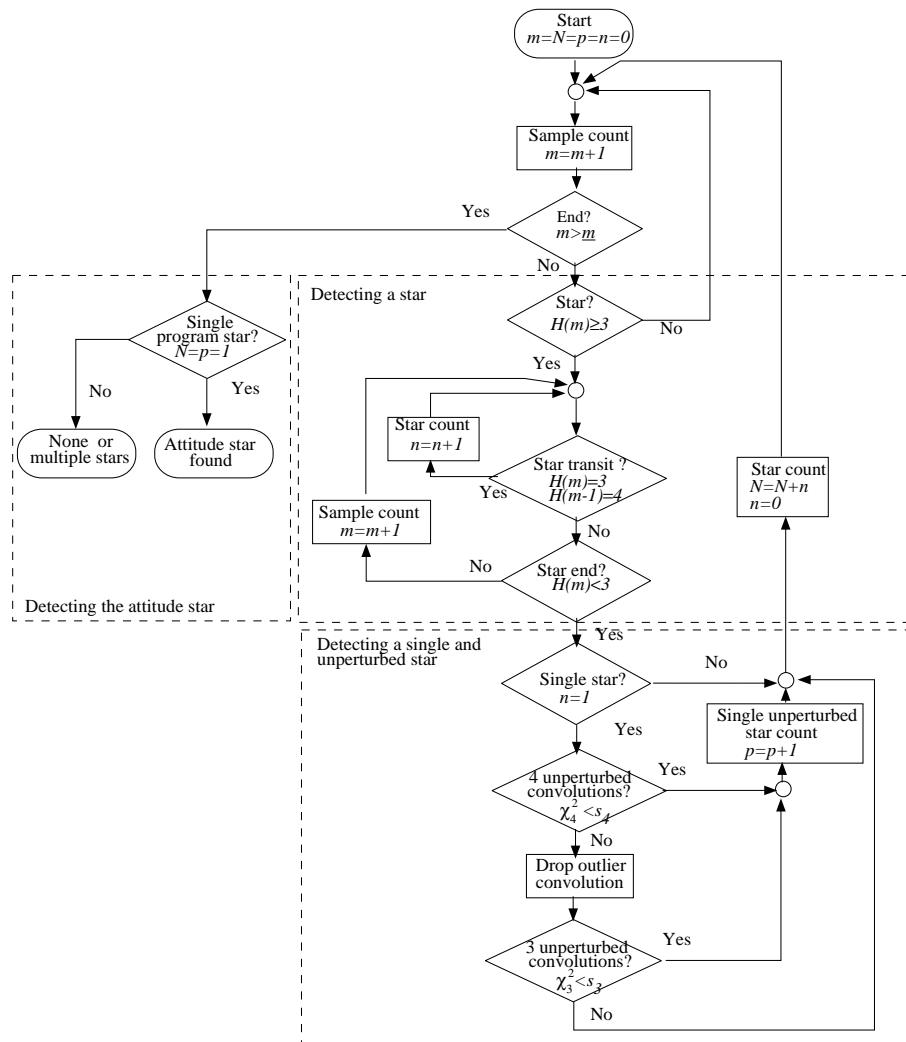 Start
m=N=p=n=0
Sample count
m=m+1
Yes
End?
m>m
No
Detecting a star
Star?
H(m)≥3
No
Single
program star?
N=p=1
Yes
No
Yes
None or
multiple stars
Attitude star
found
Star count
n=n+1
Star transit ?
H(m)=3
H(m-1)=4
Yes
Star count
N=N+n
n=0
Sample count
m=m+1
No
No
Star end?
H(m)<3
Detecting the attitude star
Yes
Detecting a single and
unperturbed star
No
Single star?
n=1
Single unperturbed
star count
p=p+1
Yes
4 unperturbed
convolutions?
χ₄² <s₄
Yes
No
Drop outlier
convolution
3 unperturbed
convolutions?
χ₃² <s₃
Yes
No